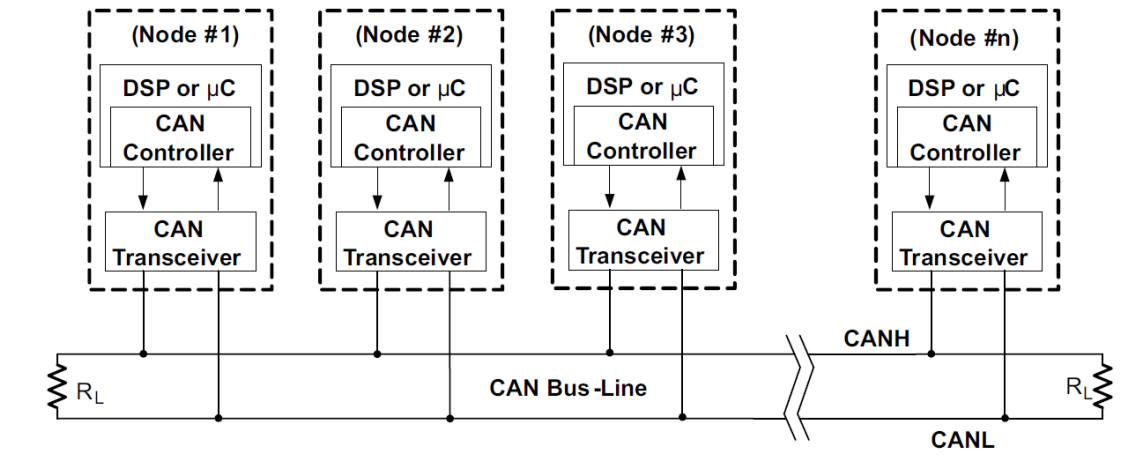 (Node #1)
DSP or µC
CAN
Controller
CAN
Transceiver
(Node #2)
DSP or µC
CAN
Controller
CAN
Transceiver
(Node #3)
DSP or µC
CAN
Controller
CAN
Transceiver
(Node #n)
DSP or µC
CAN
Controller
CAN
Transceiver
CANH
RL
CAN Bus-Line
RL
CANL